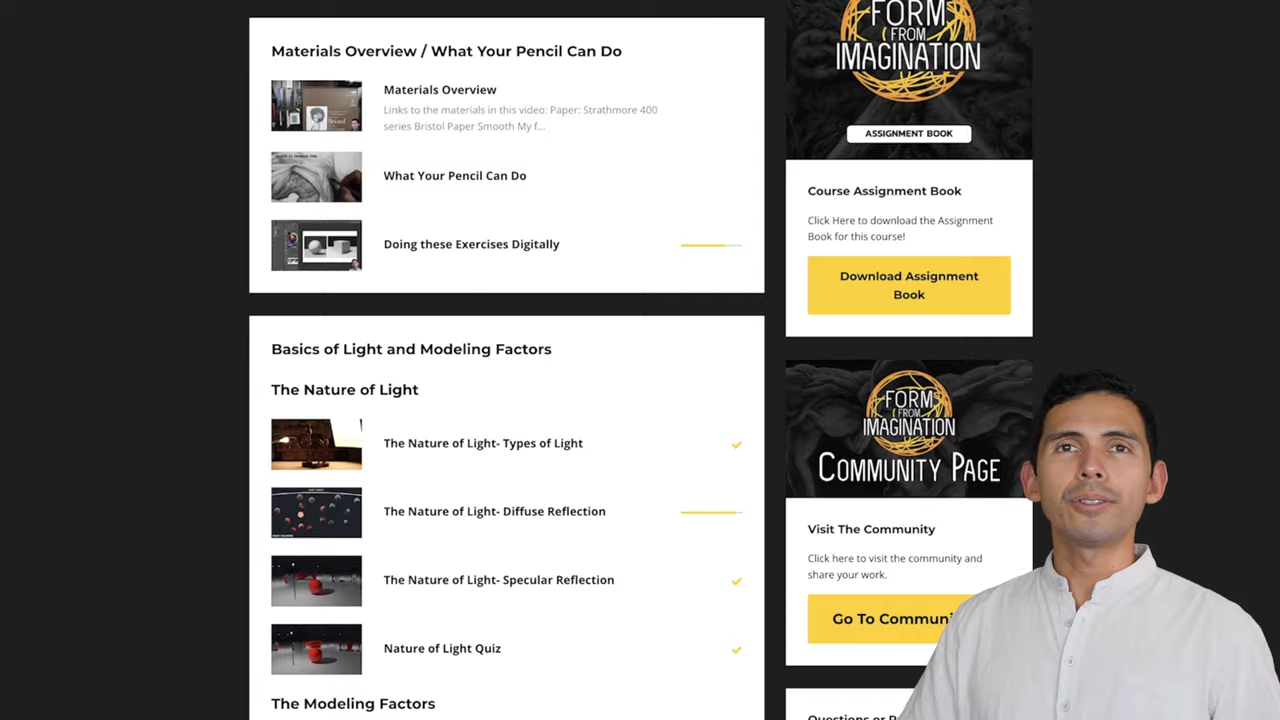 Materials Overview / What Your Pencil Can Do
Materials Overview
Links to the materials in this video: Paper: Strathmore 400
series Bristol Paper Smooth My f...
What Your Pencil Can Do
Doing these Exercises Digitally
Basics of Light and Modeling Factors
The Nature of Light
The Nature of Light- Types of Light
The Nature of Light- Diffuse Reflection
The Nature of Light- Specular Reflection
Nature of Light Quiz
The Modeling Factors
FORM
FROM
IMAGINATION
ASSIGNMENT BOOK
Course Assignment Book
Click Here to download the Assignment
Book for this course!
Download Assignment
Book
FORM
FROM
IMAGINATION
COMMUNITY PAGE
Visit The Community
Click here to visit the community and
share your work.
Go To
Questions or